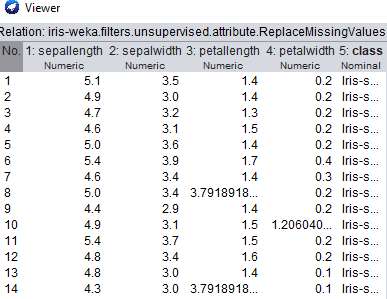 Viewer
Relation: iris-weka.filters.unsupervised.attribute.ReplaceMissingValues
No. 1: sepallength 2: sepalwidth 3: petallength 4: petalwidth 5: class
Numeric Numeric Numeric Numeric Nominal
1 5.1 3.5 1.4 0.2 Iris-s...
2 4.9 3.0 1.4 0.2 Iris-s...
3 4.7 3.2 1.3 0.2 Iris-s...
4 4.6 3.1 1.5 0.2 Iris-s...
5 5.0 3.6 1.4 0.2 Iris-s...
6 5.4 3.9 1.7 0.4 Iris-s...
7 4.6 3.4 1.4 0.3 Iris-s...
8 5.0 3.4 3.7918918... 0.2 Iris-s...
9 4.4 2.9 1.4 0.2 Iris-s...
10 4.9 3.1 1.5 1.206040... Iris-s...
11 5.4 3.7 1.5 0.2 Iris-s...
12 4.8 3.4 1.6 0.2 Iris-s...
13 4.8 3.0 1.4 0.1 Iris-s...
14 4.3 3.0 3.7918918... 0.1 Iris-s...